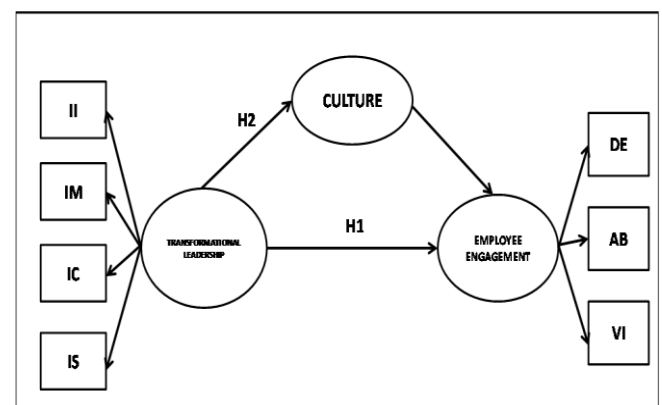 II
IM
IC
IS
H2
CULTURE
TRANSFORMATIONAL
LEADERSHIP
H1
EMPLOYEE
ENGAGEMENT
DE
AB
VI